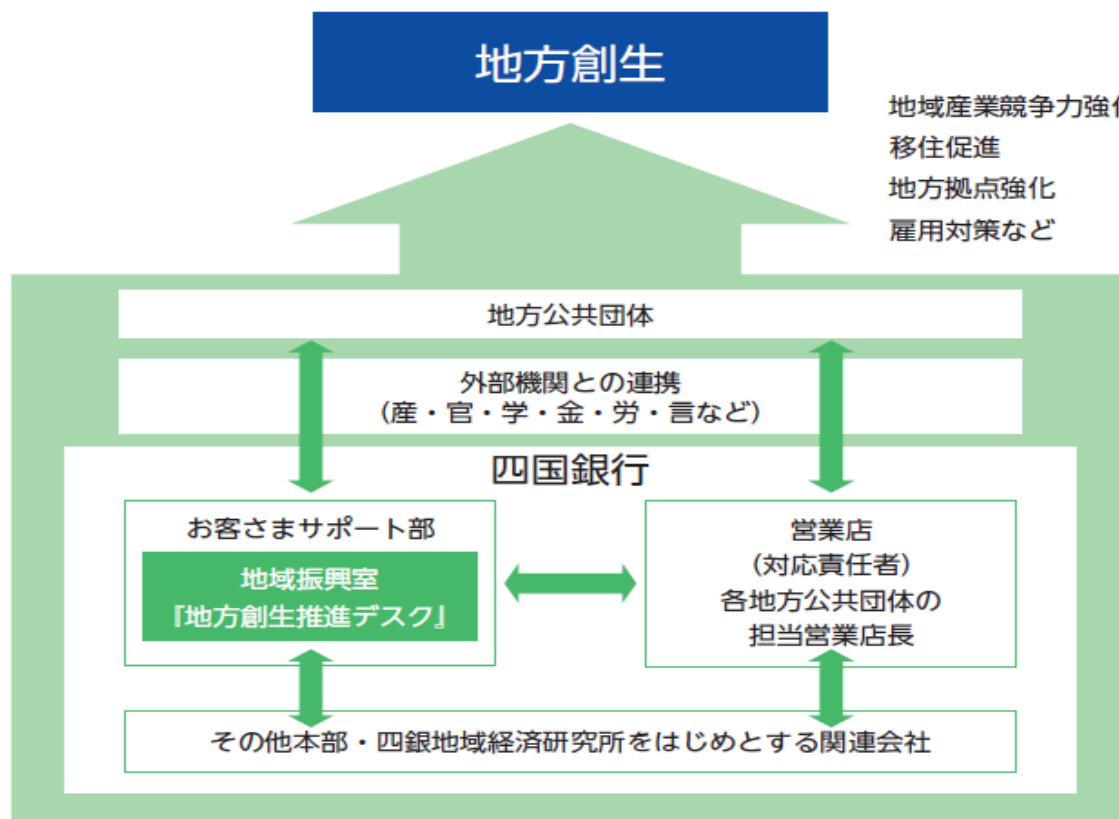 地方創生
地域産業競争力強
移住促進
地方拠点強化
雇用対策など
地方公共団体
外部機関との連携
（産・官・学・金・労・言など）
四国銀行
お客さまサポート部
地域振興室
『地方創生推進デスク』
営業店
（対応責任者）
各地方公共団体の
担当営業店長
その他本部・四銀地域経済研究所をはじめとする関連会社